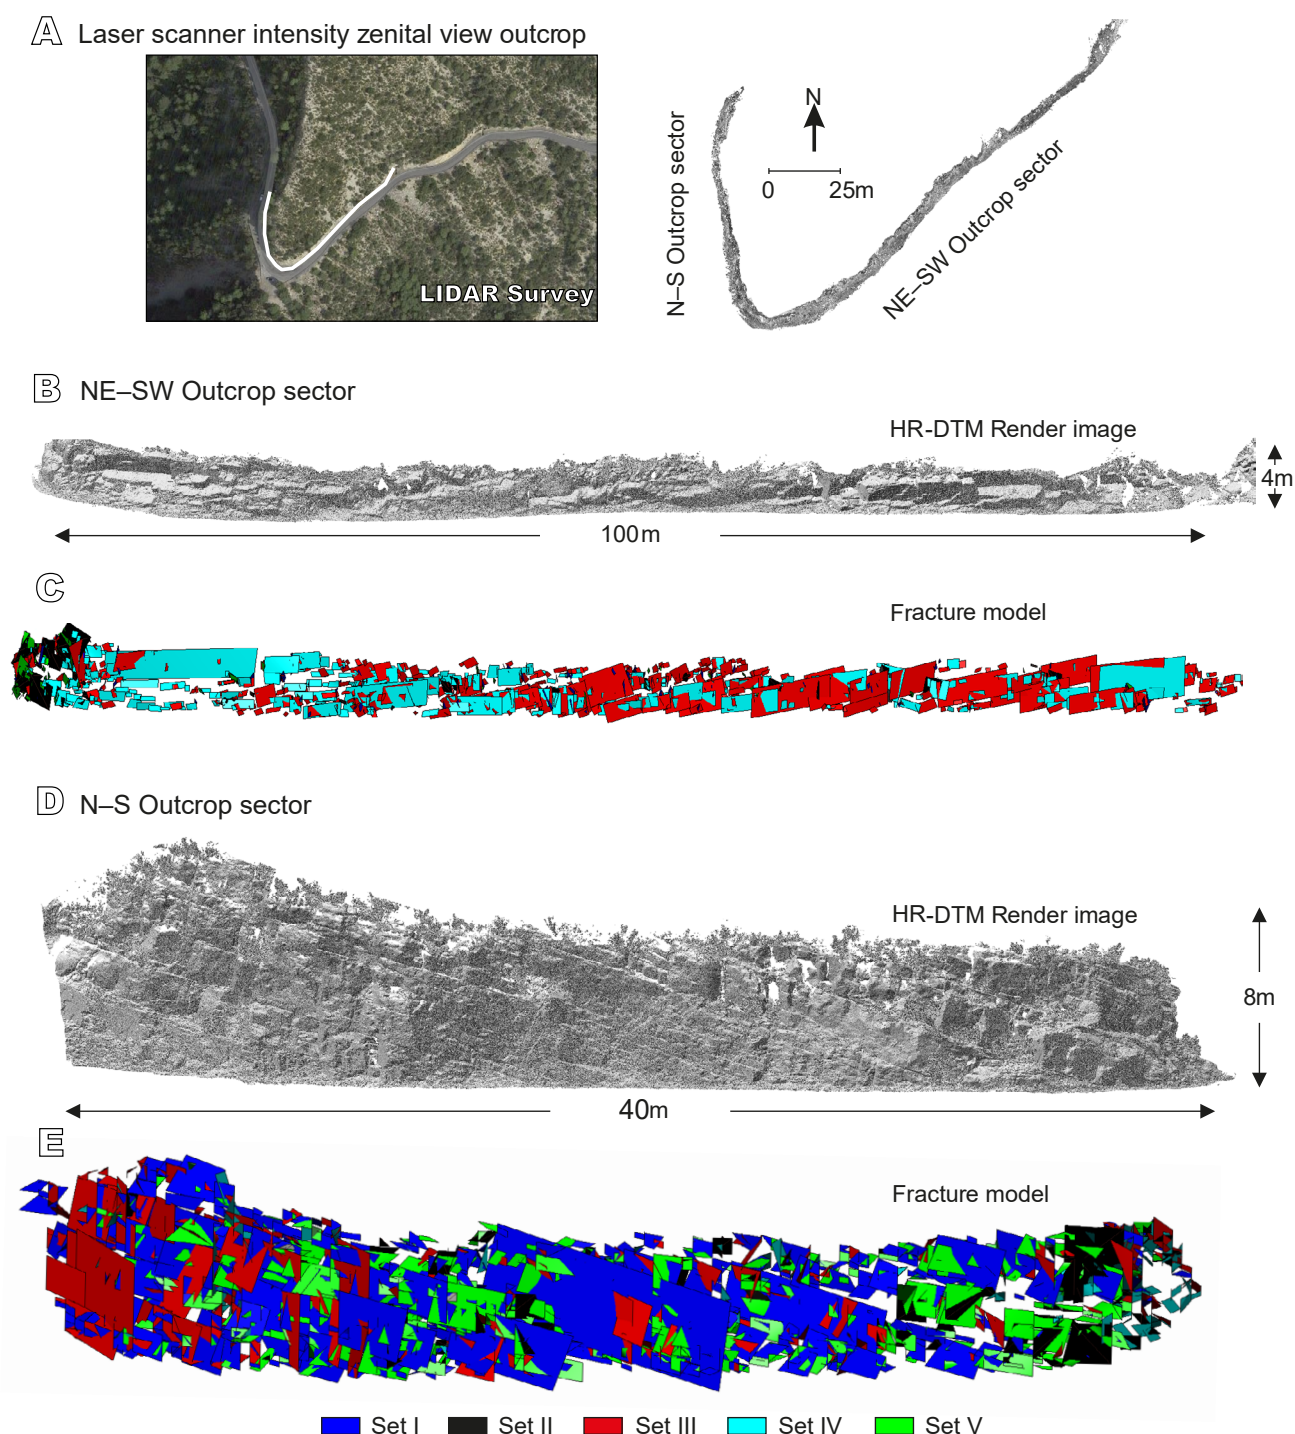 A Laser scanner intensity zenital view outcrop
LIDAR Survey
N
0 25m
N–S Outcrop sector
NE–SW Outcrop sector
B NE–SW Outcrop sector
HR-DTM Render image
4m
100m
C
Fracture model
D N–S Outcrop sector
HR-DTM Render image
8m
40m
E
Fracture model
Set I Set II Set III Set IV Set V